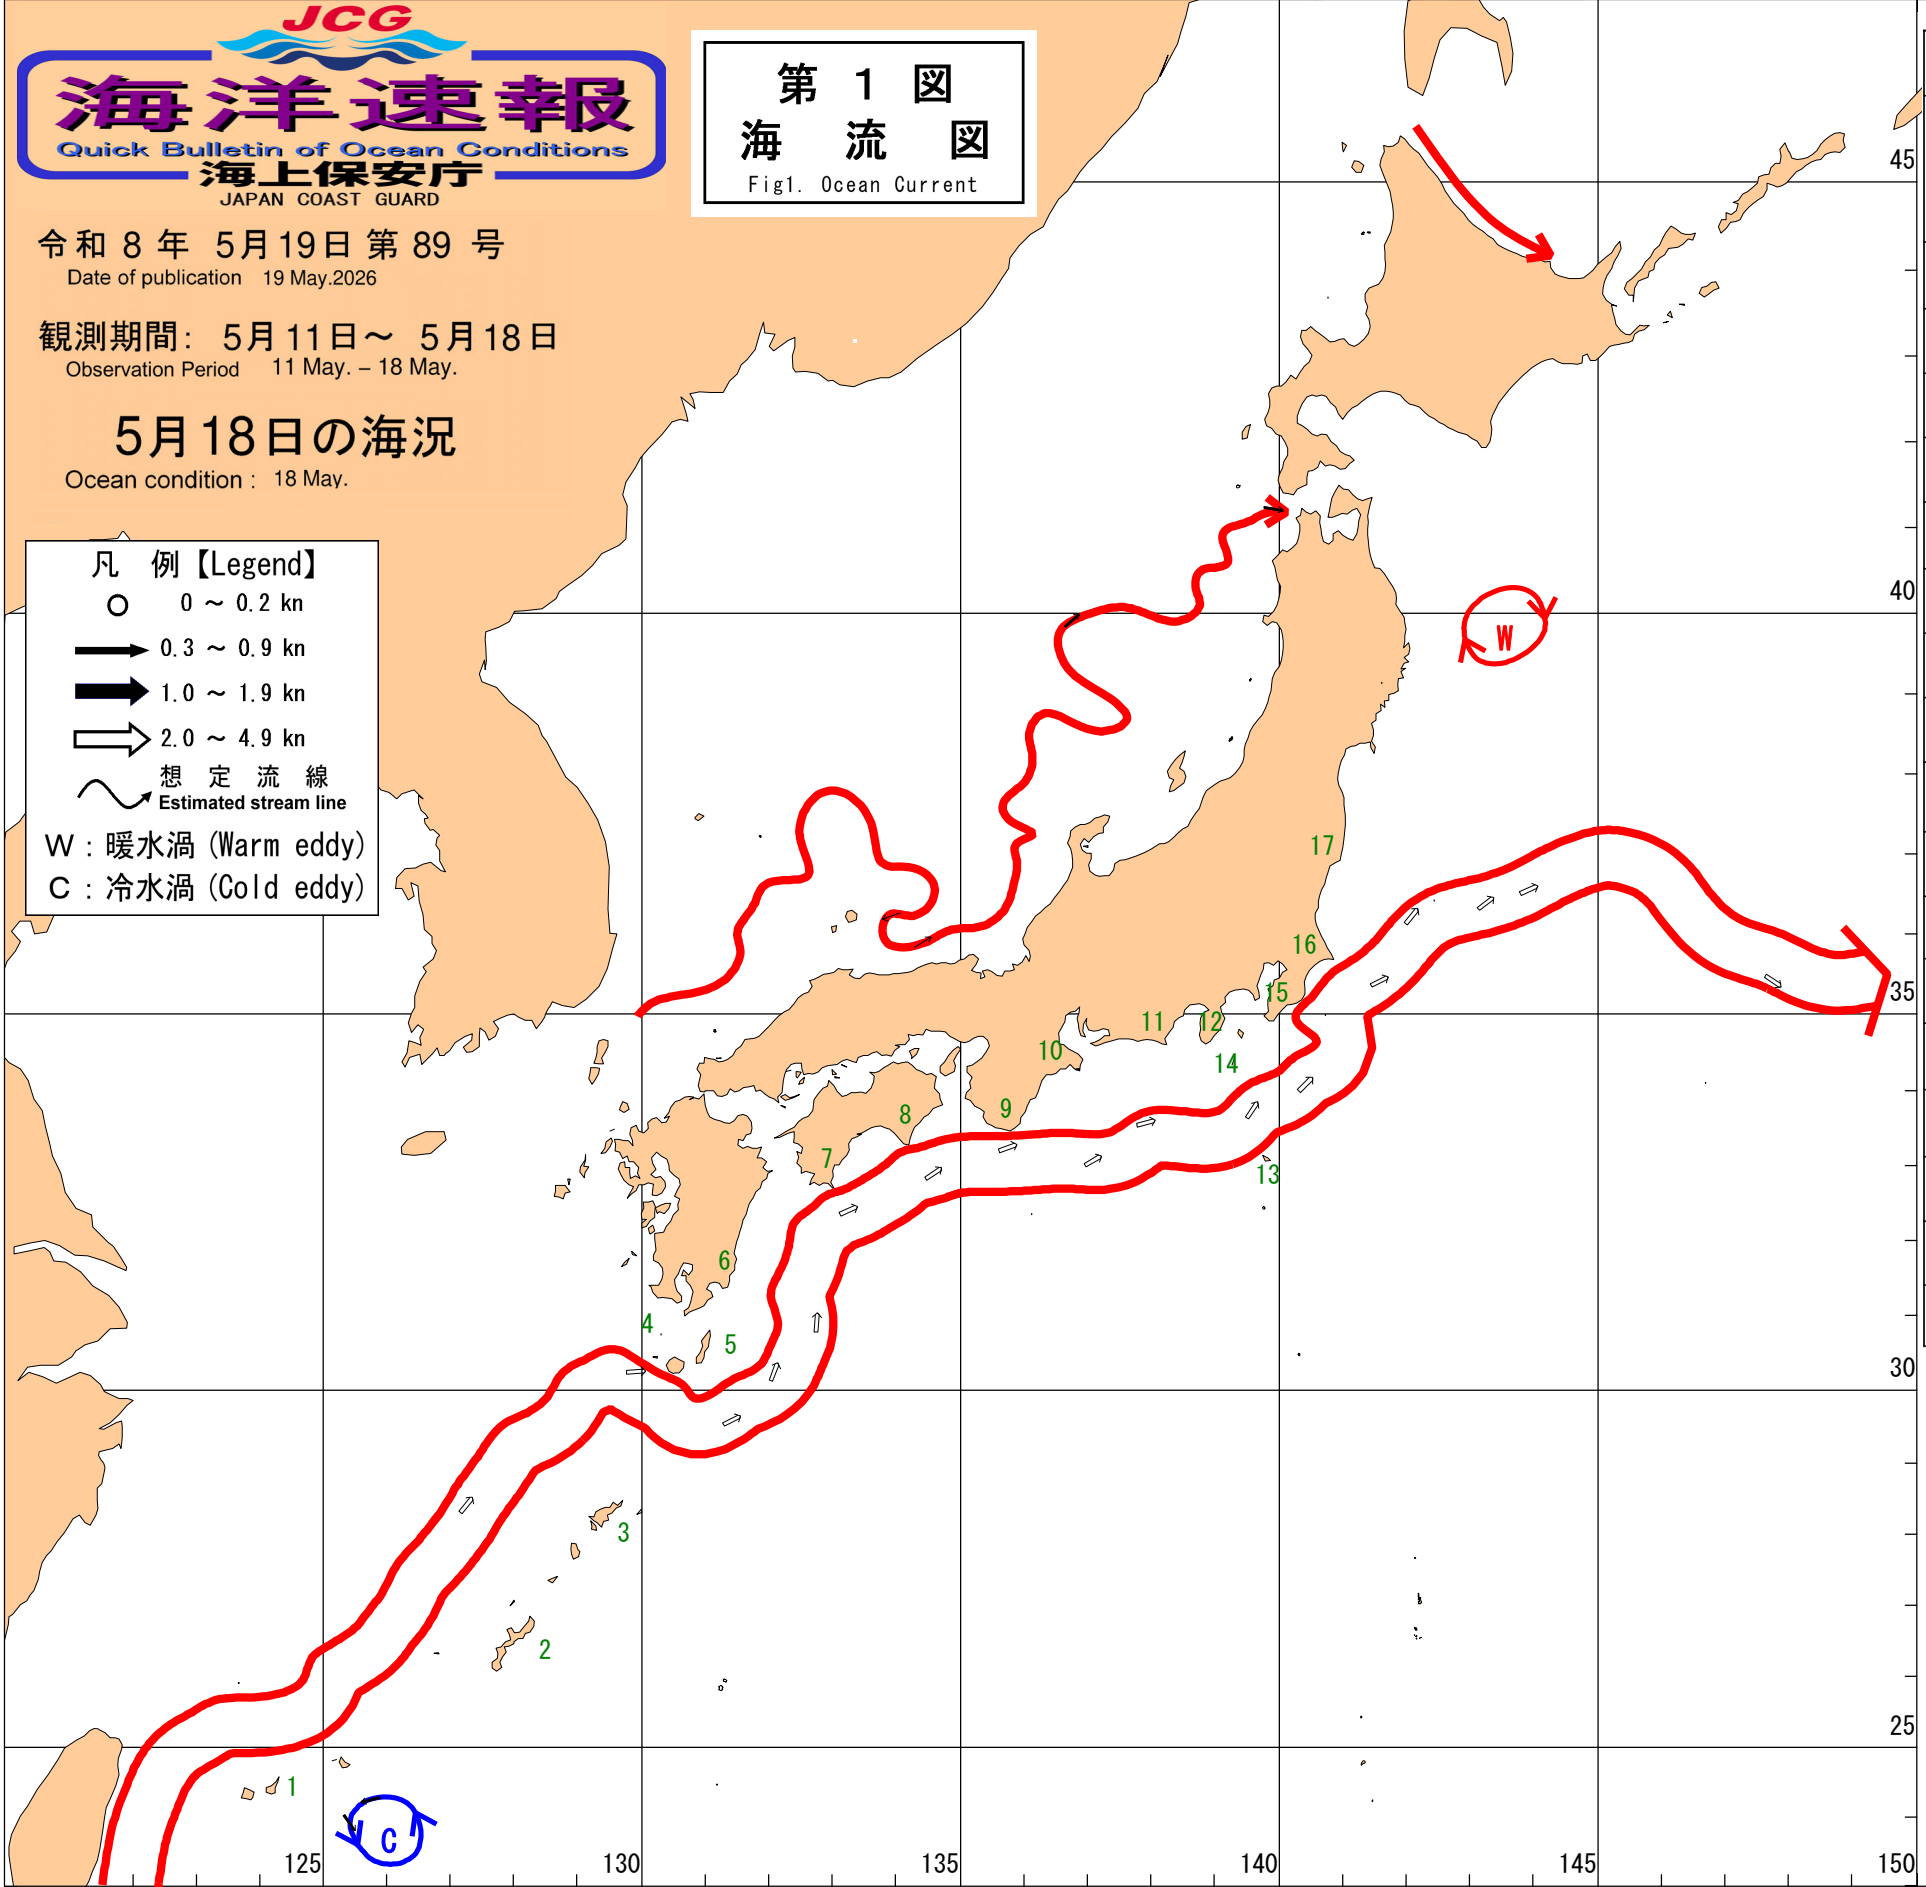 JCG
海洋速報
Quick Bulletin of Ocean Conditions
海上保安庁
JAPAN COAST GUARD
令和 8 年 5月19日 第 89 号
Date of publication 19 May.2026
観測期間: 5月11日～ 5月18日
Observation Period 11 May. – 18 May.
5月18日の海況
Ocean condition : 18 May.
第 1 図
海 流 図
Fig1. Ocean Current
凡 例【Legend】
0 ～ 0.2 kn
0.3 ～ 0.9 kn
1.0 ～ 1.9 kn
2.0 ～ 4.9 kn
想 定 流 線
Estimated stream line
W : 暖水渦 (Warm eddy)
C : 冷水渦 (Cold eddy)
45
40
W
17
16
35
15
11
12
10
14
9
8
7
13
6
4
5
30
3
2
25
1
C
125
130
135
140
145
150